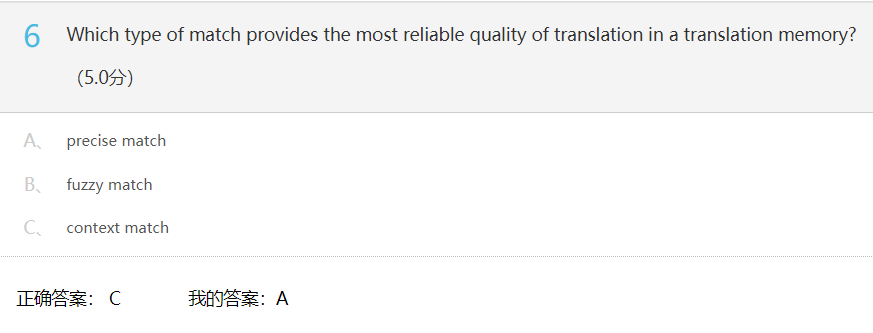 6 Which type of match provides the most reliable quality of translation in a translation memory?
(5.0分)
A、 precise match
B、 fuzzy match
C、 context match
正确答案： C 我的答案：A